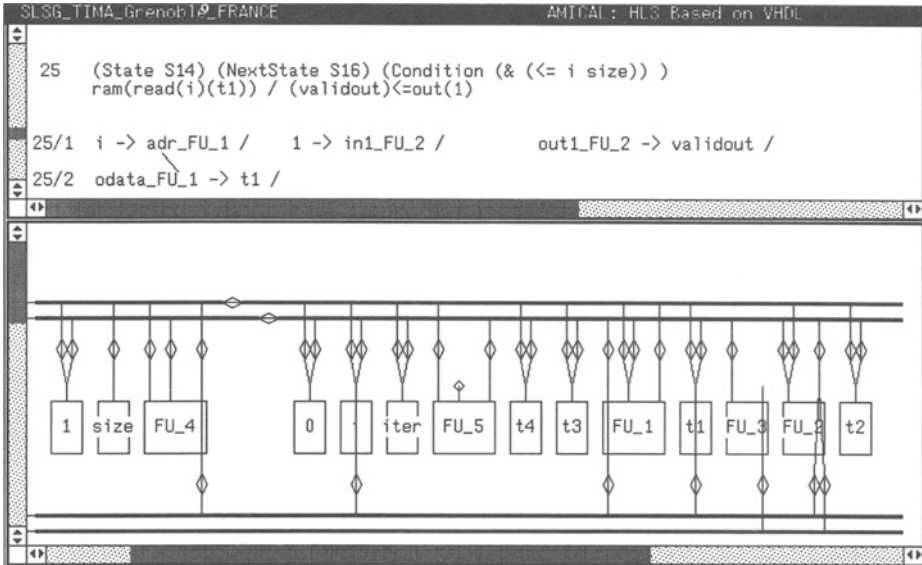 SLSG_TIMA_Grenoble_FRANCE AMICAL: HLS Based on VHDL
25 (State S14) (NextState S16) (Condition (& (<= i size)) )
ram(read(i)(t1)) / (validout)<=out(1)
25/1 i -> adr_FU_1 / 1 -> in1_FU_2 / out1_FU_2 -> validout /
25/2 odata_FU_1 -> t1 /
1 size FU_4 0 iter FU_5 t4 t3 FU_1 t1 FU_3 FU_2 t2